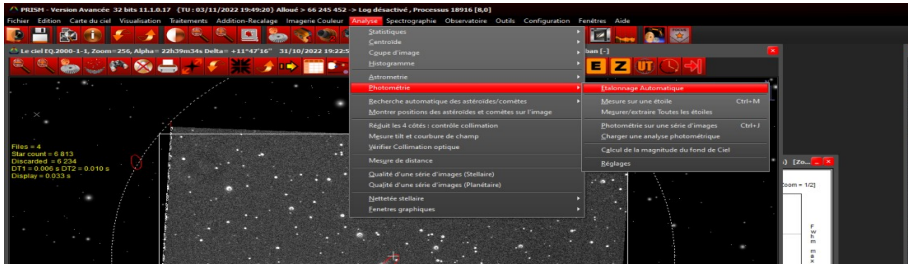 PRISM - Version Avancée 32 bits 11.1.0.17 (TU : 03/11/2022 19:49:20) Alloué > 66 245 452 -> Log désactivé , Processus 18916 [8,0]
Fichier Edition Carte du ciel Visualisation Traitements Addition-Recalage Imagerie Couleur Analyse Spectrographie Observatoire Outils Configuration Fenêtres Aide
Le ciel EQ.2000-1-1, Zoom=256, Alpha= 22h39m34s Delta= +11°47'16" 31/10/2022 19:22:5
ban [-]
E Z UT
Statistiques
Centroïde
Coupe d'image
Histogramme
Astrometrie
Photométrie
Recherche automatique des astéroïdes/comètes
Montrer positions des astéroïdes et comètes sur l'image
Réduit les 4 côtés : contrôle collimation
Mesure tilt et courbure de champ
Vérifier Collimation optique
Mesure de distance
Qualité d'une série d'images (Stellaire)
Qualité d'une série d'images (Planétaire)
Nettetée stellaire
Fenetres graphiques
Etalonnage Automatique
Mesure sur une étoile Ctrl+M
Mesurer/extraire Toutes les étoiles
Photométrie sur une série d'images Ctrl+J
Charger une analyse photométrique
Calcul de la magnitude du fond de Ciel
Réglages
Files = 4
Star count = 6 813
Discarded = 6 234
DT1 = 0.006 s DT2 = 0.010 s
Display = 0.033 s
[Zo...
oom = 1/2]